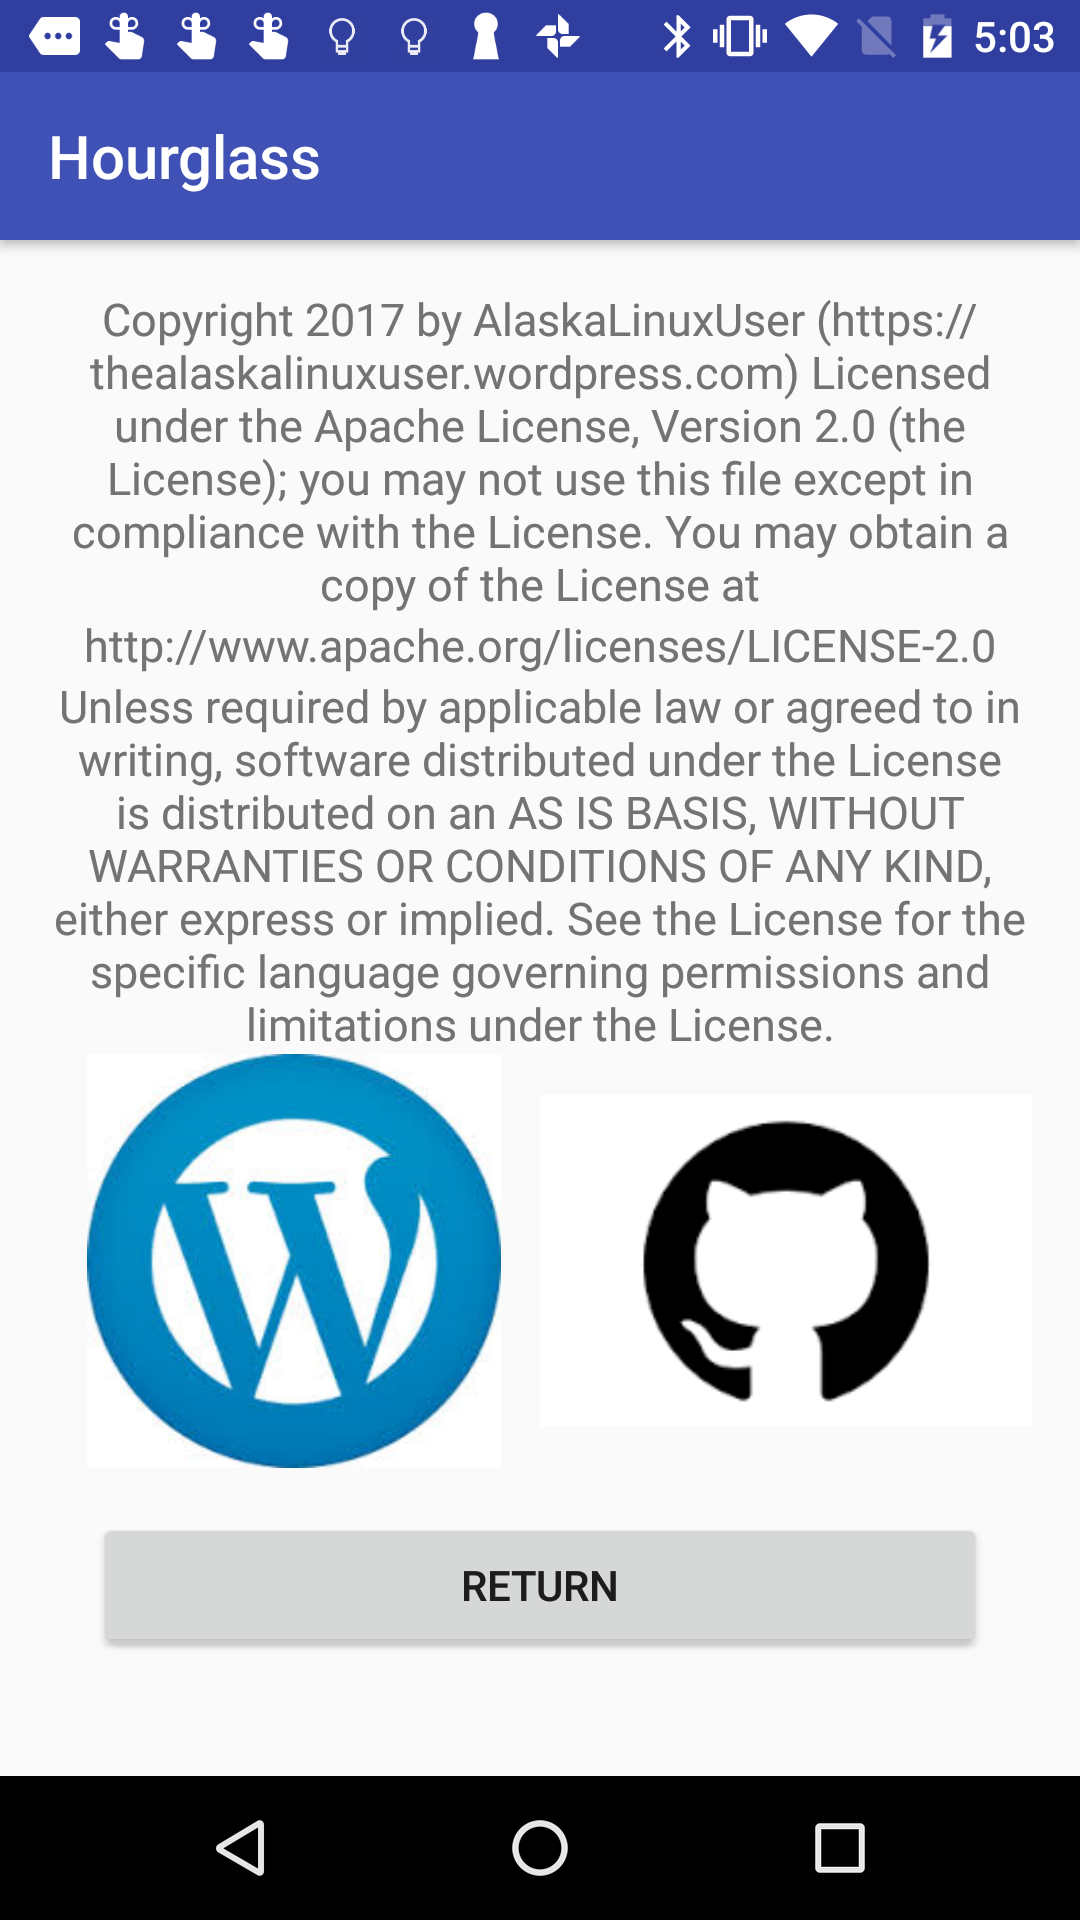 5:03
Hourglass
Copyright 2017 by AlaskaLinuxUser (https://
thealaskalinuxuser.wordpress.com) Licensed
under the Apache License, Version 2.0 (the
License); you may not use this file except in
compliance with the License. You may obtain a
copy of the License at
http://www.apache.org/licenses/LICENSE-2.0
Unless required by applicable law or agreed to in
writing, software distributed under the License
is distributed on an AS IS BASIS, WITHOUT
WARRANTIES OR CONDITIONS OF ANY KIND,
either express or implied. See the License for the
specific language governing permissions and
limitations under the License.
W
RETURN